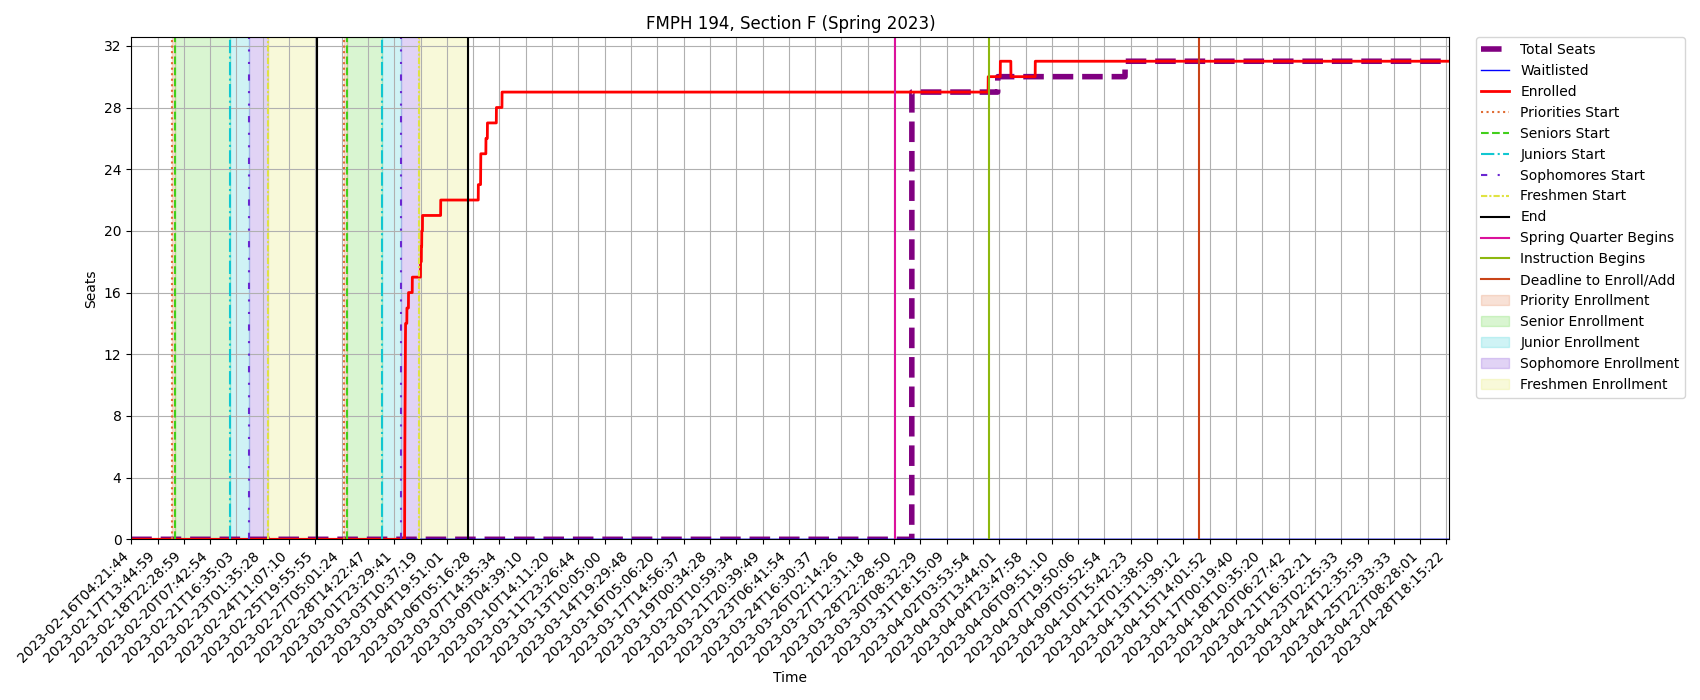 FMPH 194, Section F (Spring 2023)
32
28
24
20
16
12
8
4
0
Seats
2023-02-16T04:21:44
2023-02-17T13:44:59
2023-02-18T22:28:59
2023-02-20T07:42:54
2023-02-21T16:35:03
2023-02-23T01:35:28
2023-02-24T11:07:10
2023-02-25T19:55:55
2023-02-27T05:01:24
2023-02-28T14:22:47
2023-03-01T23:29:41
2023-03-03T10:37:19
2023-03-04T19:51:01
2023-03-06T05:16:28
2023-03-07T14:35:34
2023-03-09T04:39:10
2023-03-10T14:11:20
2023-03-11T23:26:44
2023-03-13T10:05:00
2023-03-14T19:29:48
2023-03-16T05:06:20
2023-03-17T14:56:37
2023-03-19T00:34:28
2023-03-20T10:59:34
2023-03-21T20:39:49
2023-03-23T06:41:54
2023-03-24T16:30:37
2023-03-26T02:14:26
2023-03-27T12:31:18
2023-03-28T22:28:50
2023-03-30T08:32:29
2023-03-31T18:15:09
2023-04-02T03:53:54
2023-04-03T13:44:01
2023-04-04T23:47:58
2023-04-06T09:51:10
2023-04-07T19:50:06
2023-04-09T05:52:54
2023-04-10T15:42:23
2023-04-12T01:38:50
2023-04-13T11:39:12
2023-04-15T14:01:52
2023-04-17T00:19:40
2023-04-18T10:35:20
2023-04-20T06:27:42
2023-04-21T16:32:21
2023-04-23T02:25:33
2023-04-24T12:35:59
2023-04-25T22:33:33
2023-04-27T08:28:01
2023-04-28T18:15:22
Time
Total Seats
Waitlisted
Enrolled
Priorities Start
Seniors Start
Juniors Start
Sophomores Start
Freshmen Start
End
Spring Quarter Begins
Instruction Begins
Deadline to Enroll/Add
Priority Enrollment
Senior Enrollment
Junior Enrollment
Sophomore Enrollment
Freshmen Enrollment